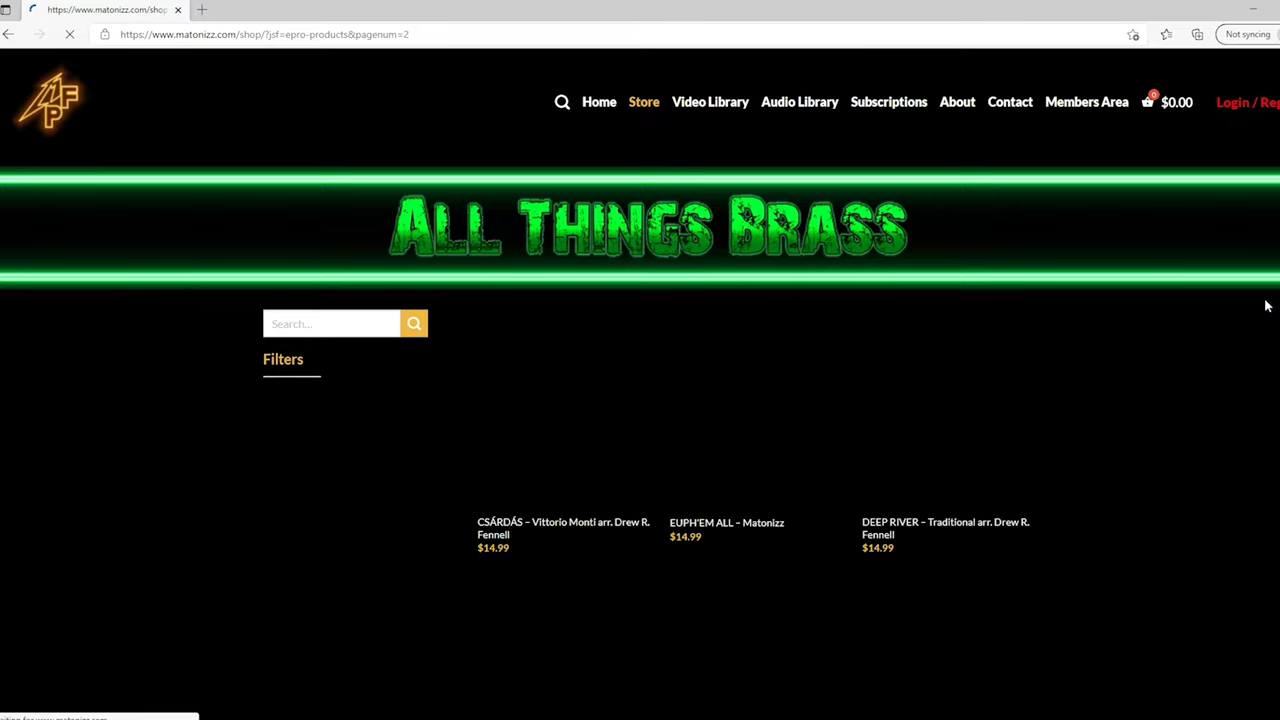 https://www.matonizz.com/shop
https://www.matonizz.com/shop/?jsf=epro-products&pagenum=2
Not syncing
MFP
Home Store Video Library Audio Library Subscriptions About Contact Members Area 0 $0.00 Login / Reg
ALL THINGS BRASS
Search...
Filters
CSÁRDÁS – Vittorio Monti arr. Drew R.
Fennell
$14.99
EUPH'EM ALL – Matonizz
$14.99
DEEP RIVER – Traditional arr. Drew R.
Fennell
$14.99